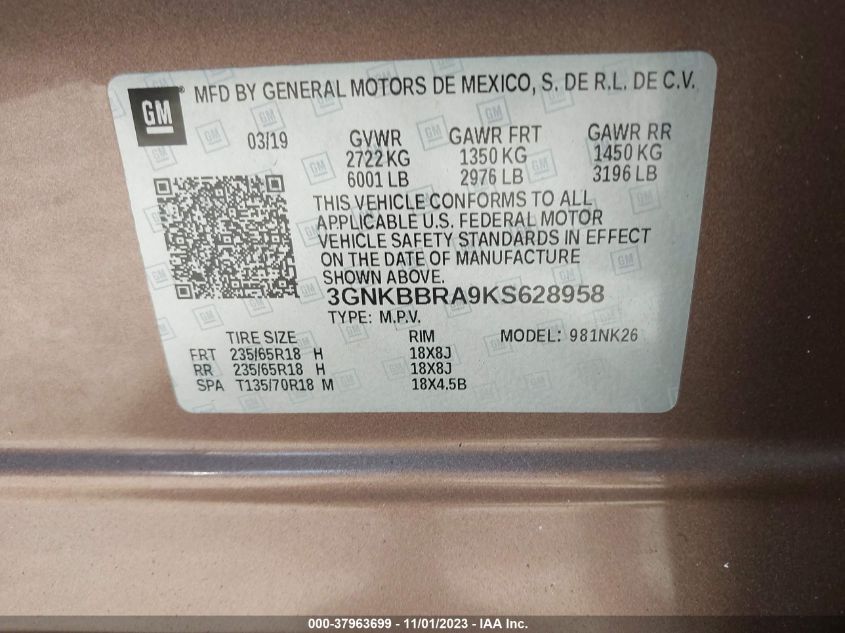 GM MFD BY GENERAL MOTORS DE MEXICO, S. DE R.L. DE C.V.
03/19 GVWR GAWR FRT GAWR RR
2722 KG 1350 KG 1450 KG
6001 LB 2976 LB 3196 LB
THIS VEHICLE CONFORMS TO ALL
APPLICABLE U.S. FEDERAL MOTOR
VEHICLE SAFETY STANDARDS IN EFFECT
ON THE DATE OF MANUFACTURE
SHOWN ABOVE.
3GNKBBRA9KS628958
TYPE: M.P.V.
TIRE SIZE RIM MODEL: 981NK26
FRT 235/65R18 H 18X8J
RR 235/65R18 H 18X8J
SPA T135/70R18 M 18X4.5B
000-37963699 - 11/01/2023 - IAA Inc.